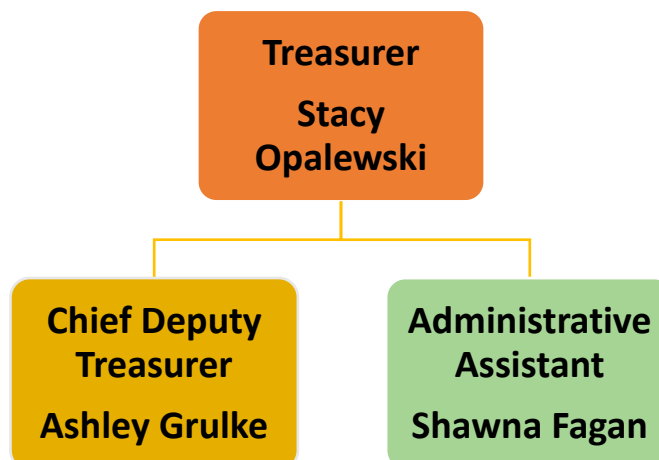 Treasurer
Stacy
Opalewski
Chief Deputy
Treasurer
Ashley Grulke
Administrative
Assistant
Shawna Fagan